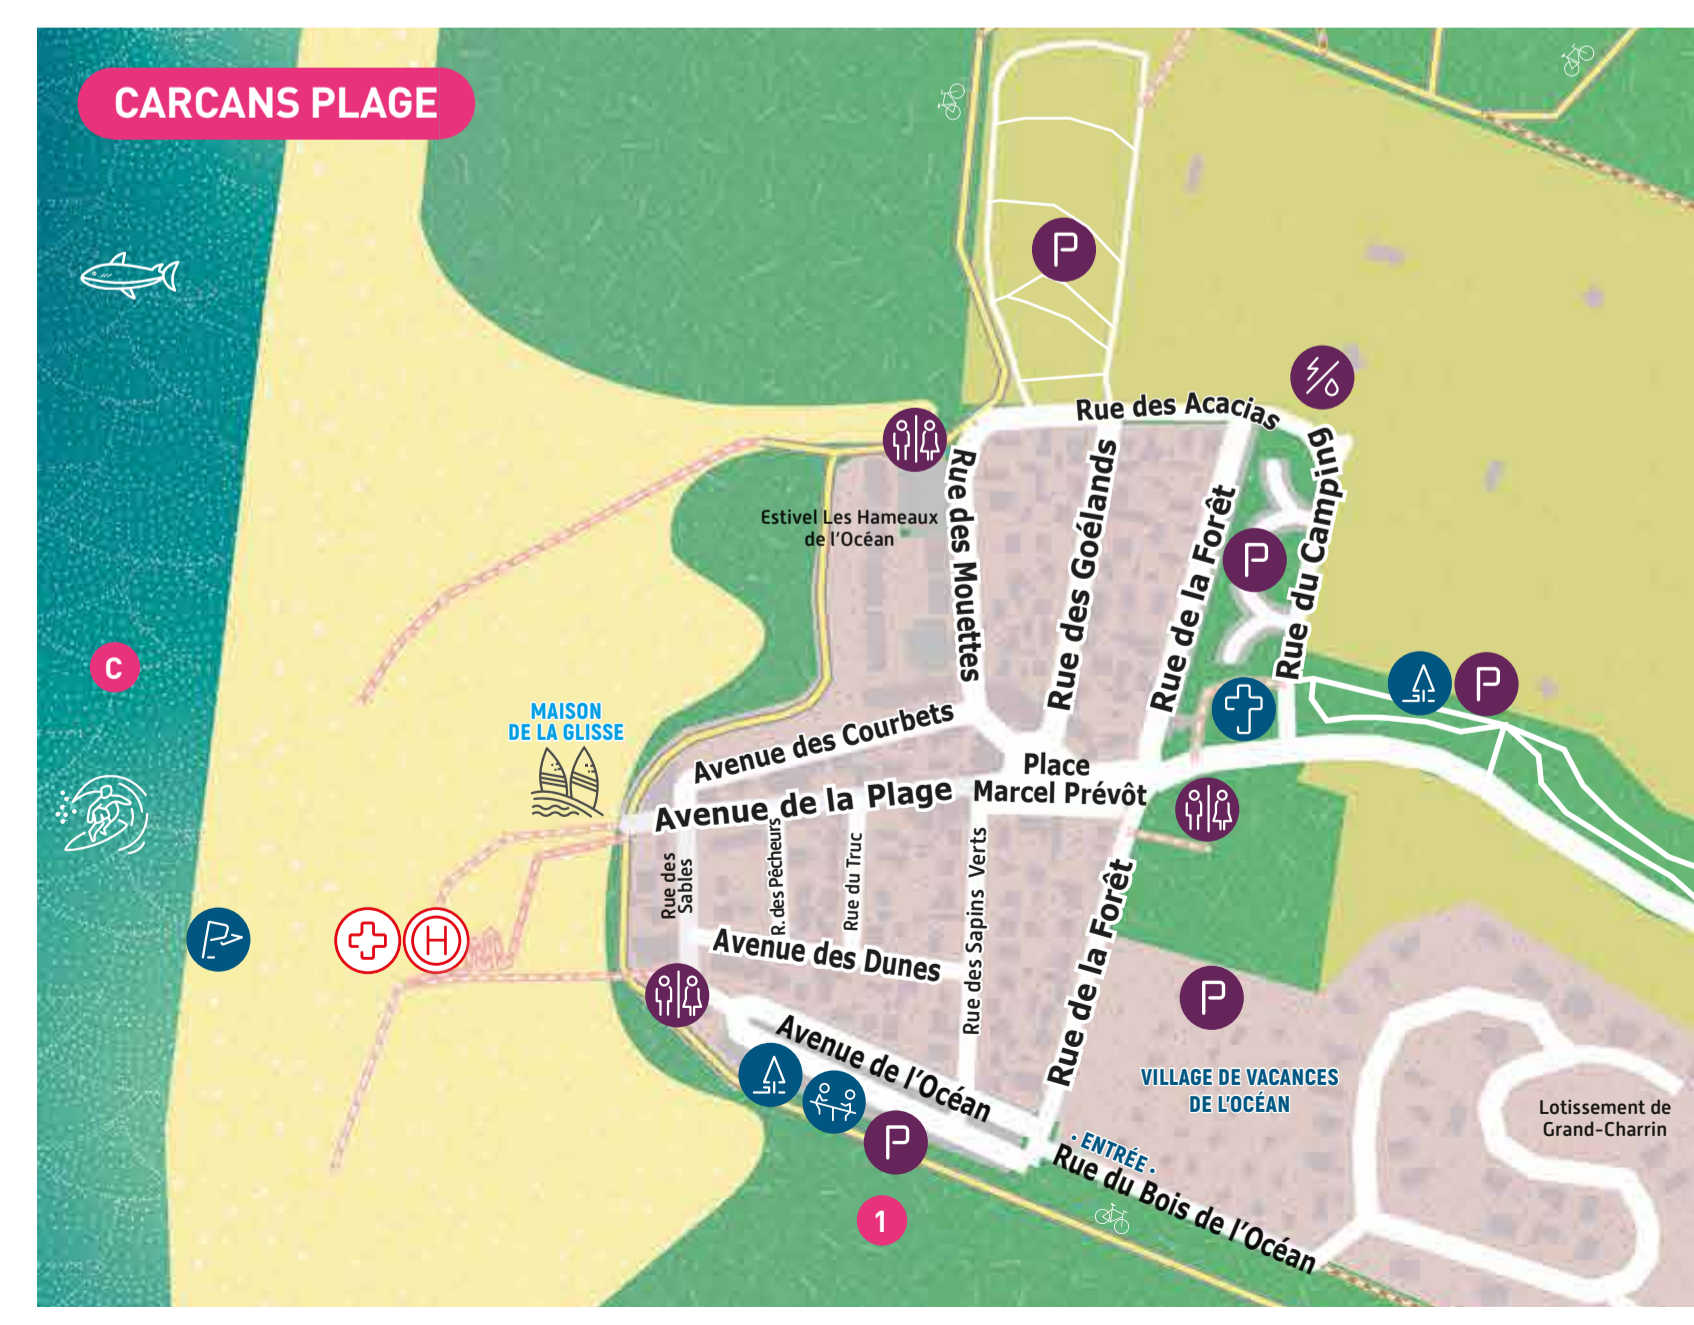 CARCANS PLAGE
P
Rue des Acacias
Rue du Camping
Rue des Mouettes
Rue des Goélands
Rue de la Forêt
Estivel Les Hameaux
de l'Océan
P
C
P
MAISON
DE LA GLISSE
Avenue des Courbets
Place
Marcel Prévôt
Avenue de la Plage
Rue des
Sables
R. des Pêcheurs
Rue du Truc
Rue des Sapins Verts
Rue de la Forêt
Avenue des Dunes
H
P
Avenue de l'Océan
VILLAGE DE VACANCES
DE L'OCÉAN
Lotissement de
Grand-Charrin
P
• ENTRÉE •
Rue du Bois de l'Océan
1